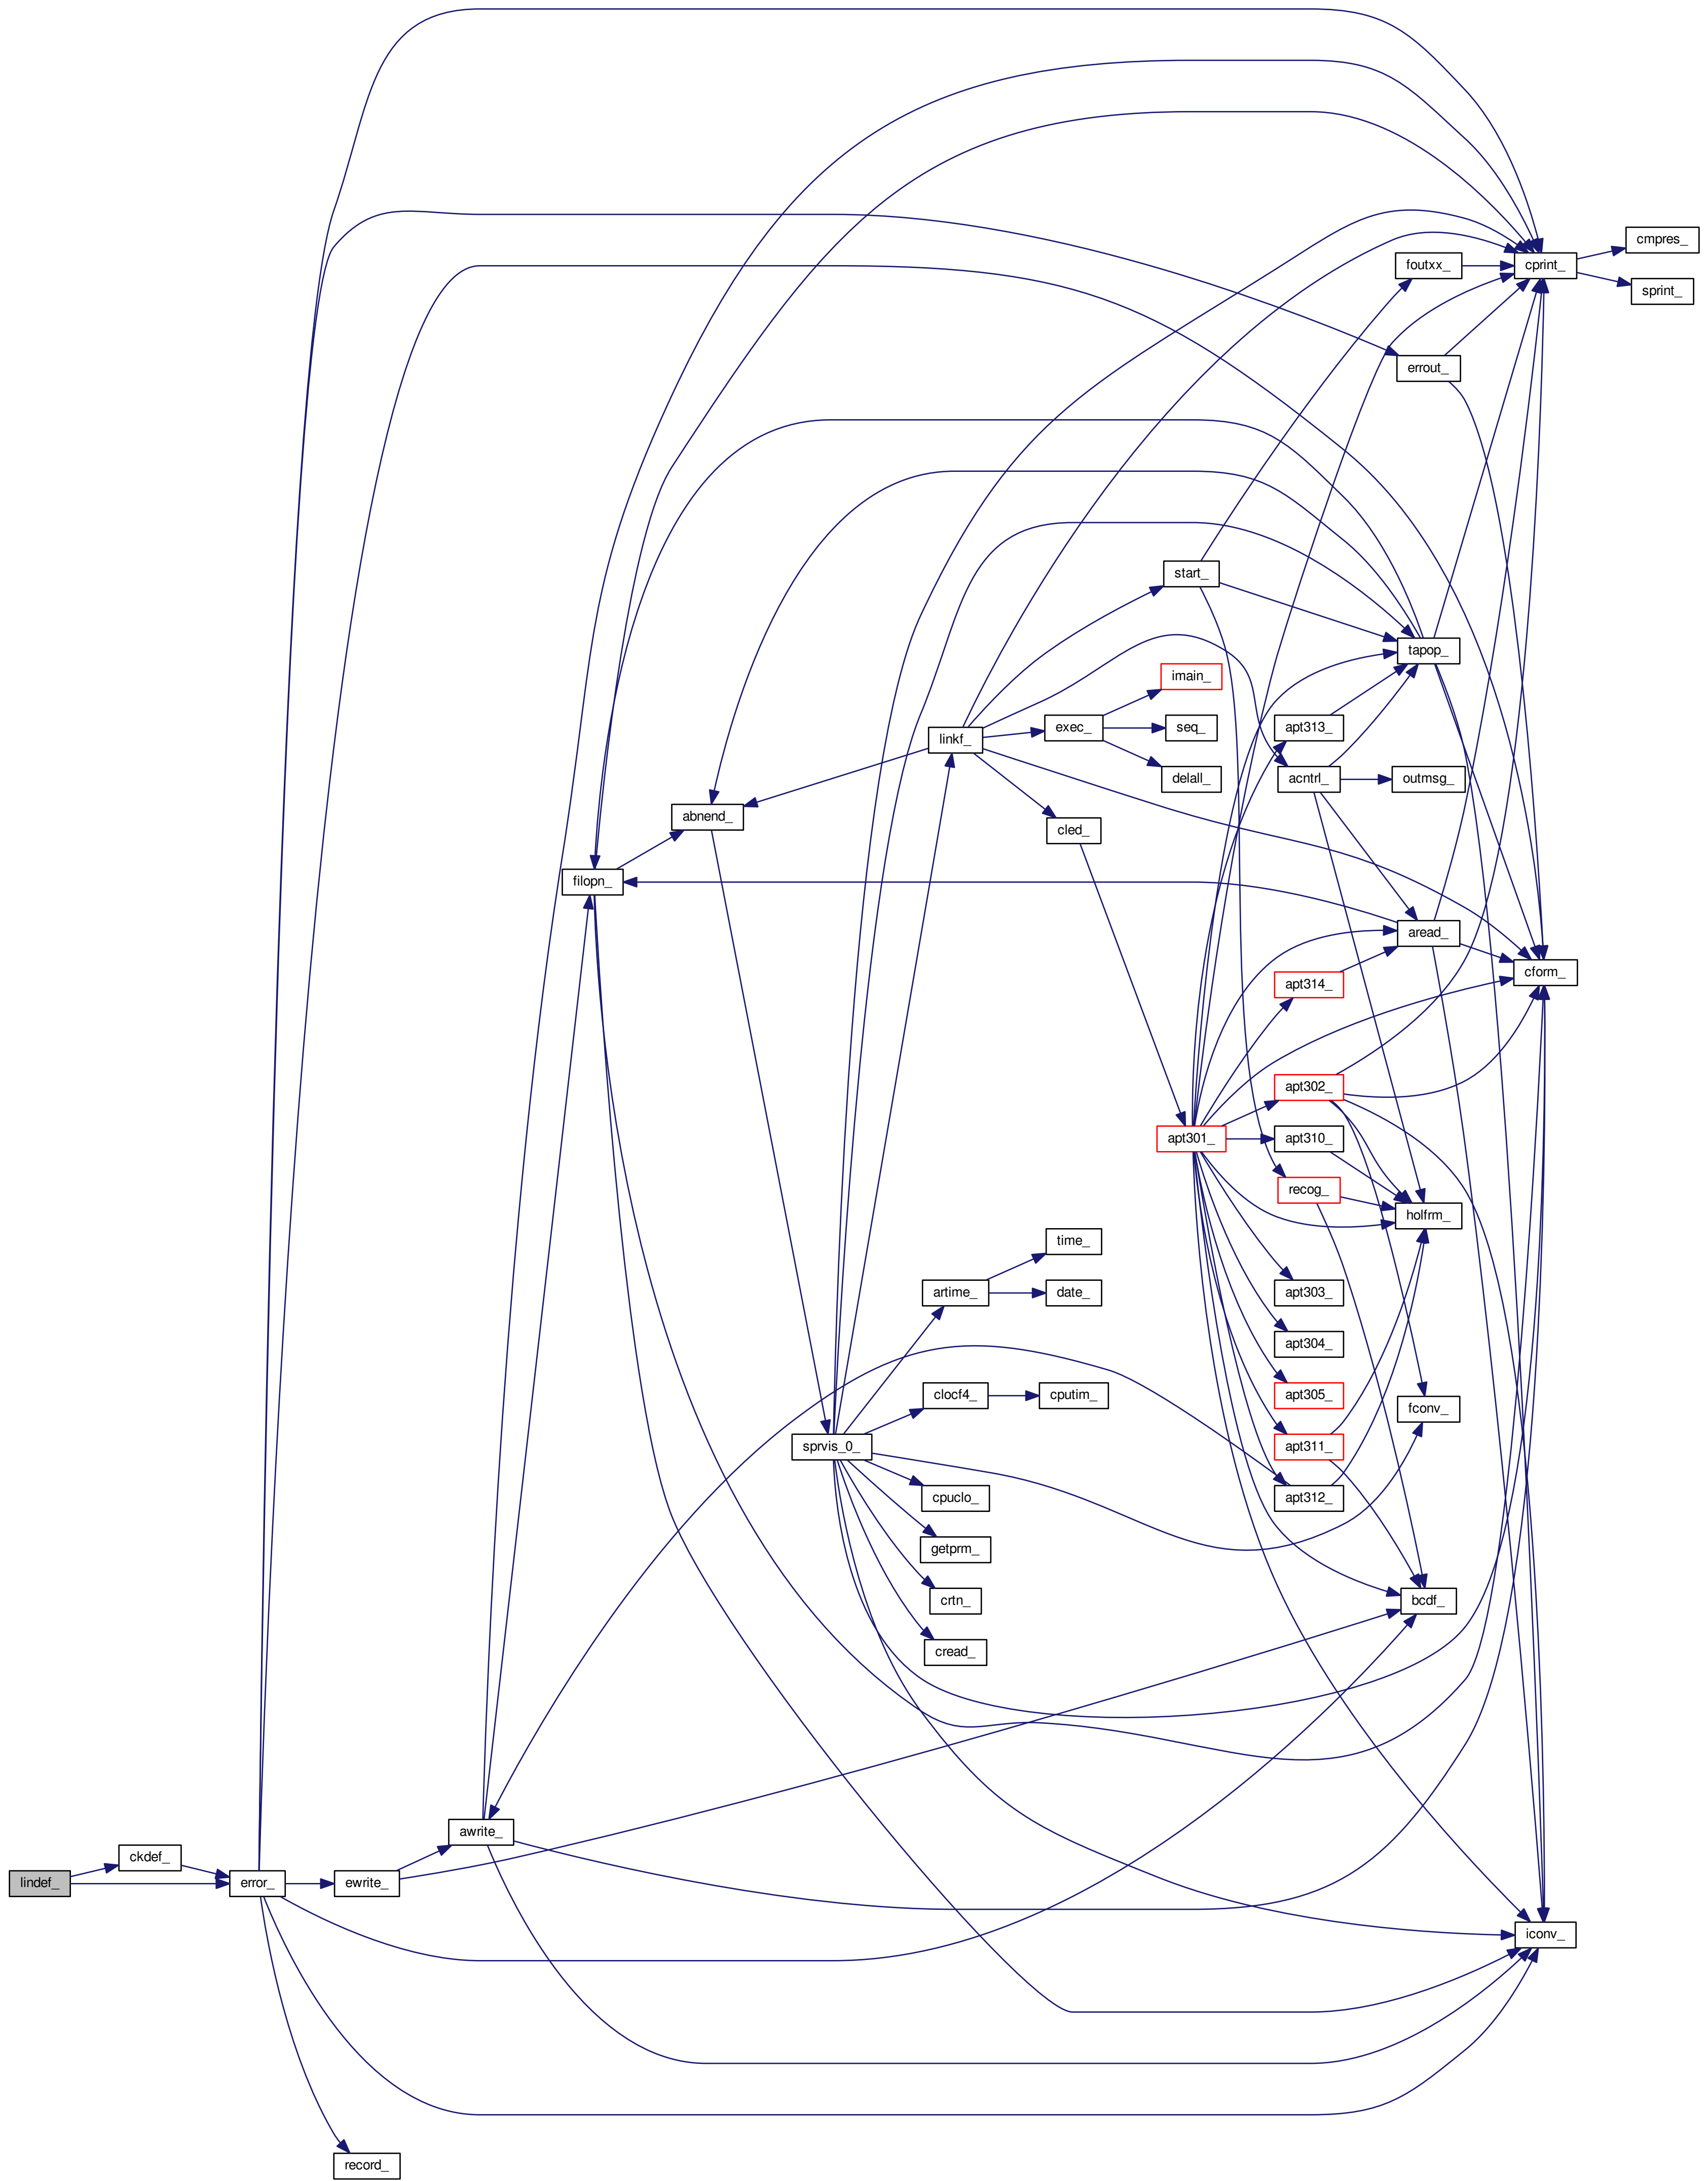 cmpres_
cprint_
foutxx_
sprint_
errout_
start_
tapop_
imain_
apt313_
seq_
exec_
linkf_
acntrl_
outmsg_
delall_
abnend_
cled_
filopn_
aread_
cform_
apt314_
apt302_
apt301_
apt310_
recog_
holfrm_
time_
artime_
date_
apt303_
apt304_
clocf4_
cputim_
apt305_
fconv_
sprvis_0_
apt311_
cpuclo_
apt312_
getprm_
crtn_
bcdf_
cread_
awrite_
ckdef_
lindef_
error_
ewrite_
iconv_
record_